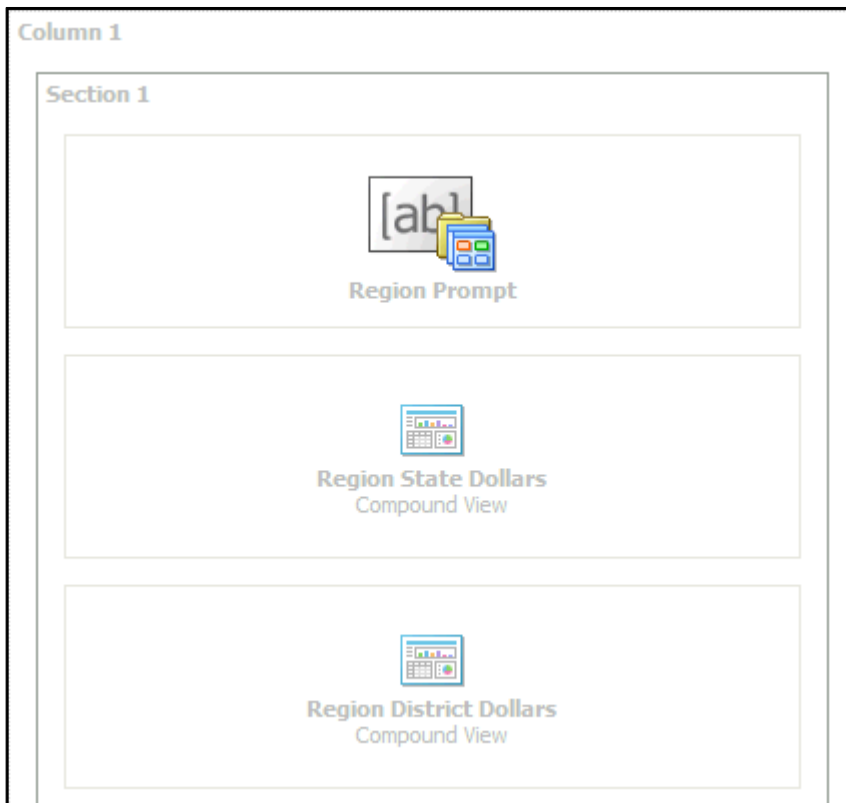 Column 1
Section 1
[ab]
Region Prompt
Region State Dollars
Compound View
Region District Dollars
Compound View